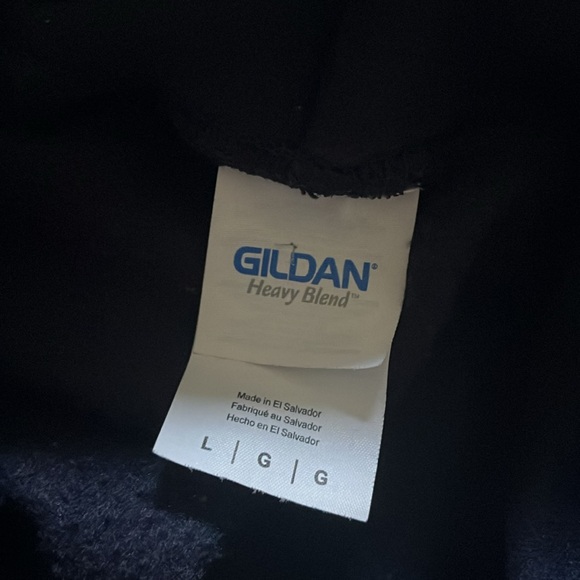 GILDAN®
Heavy Blend™
Made in El Salvador
Fabriqué au Salvador
Hecho en El Salvador
L | G | G